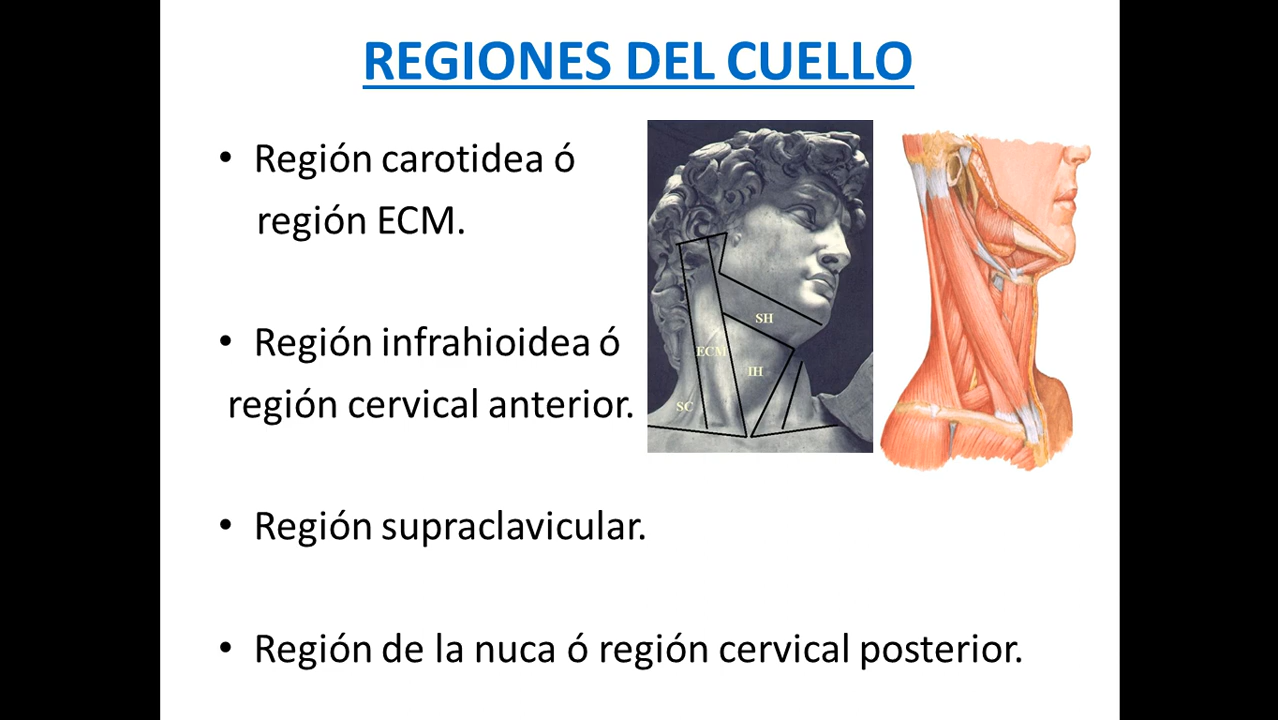 REGIONES DEL CUELLO
• Región carotidea ó
región ECM.
• Región infrahioidea ó
región cervical anterior.
• Región supraclavicular.
• Región de la nuca ó región cervical posterior.
SH
ECM
IH
SC